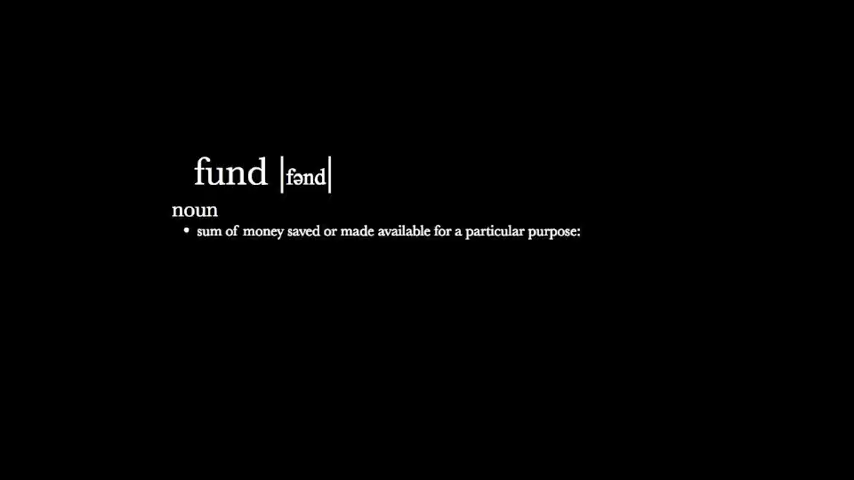 fund |fənd|
noun
• sum of money saved or made available for a particular purpose: